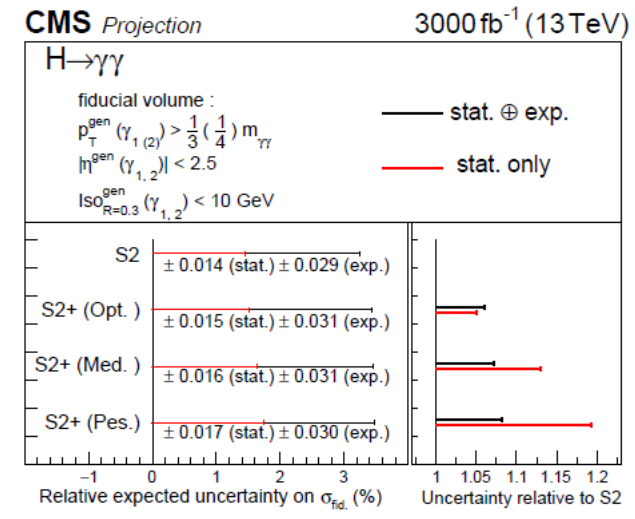 CMS Projection 3000 fb⁻¹ (13 TeV)
H→γγ
fiducial volume :
p_T^gen (γ_1 (2)) > 1/3 ( 1/4 ) m_γγ
|η^gen (γ_1, 2)| < 2.5
Iso_R=0.3^gen (γ_1, 2) < 10 GeV
stat. ⊕ exp.
stat. only
S2
± 0.014 (stat.) ± 0.029 (exp.)
S2+ (Opt. )
± 0.015 (stat.) ± 0.031 (exp.)
S2+ (Med. )
± 0.016 (stat.) ± 0.031 (exp.)
S2+ (Pes.)
± 0.017 (stat.) ± 0.030 (exp.)
−1 0 1 2 3
Relative expected uncertainty on σ_fid. (%)
1 1.05 1.1 1.15 1.2
Uncertainty relative to S2